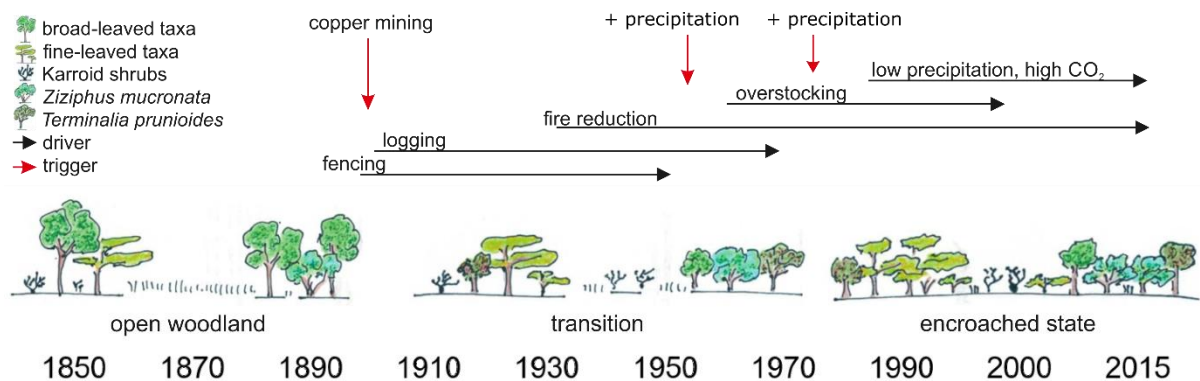 broad-leaved taxa
fine-leaved taxa
Karroid shrubs
Ziziphus mucronata
Terminalia prunioides
driver
trigger
copper mining
+ precipitation
+ precipitation
low precipitation, high CO₂
overstocking
fire reduction
logging
fencing
open woodland
transition
encroached state
1850 1870 1890 1910 1930 1950 1970 1990 2000 2015